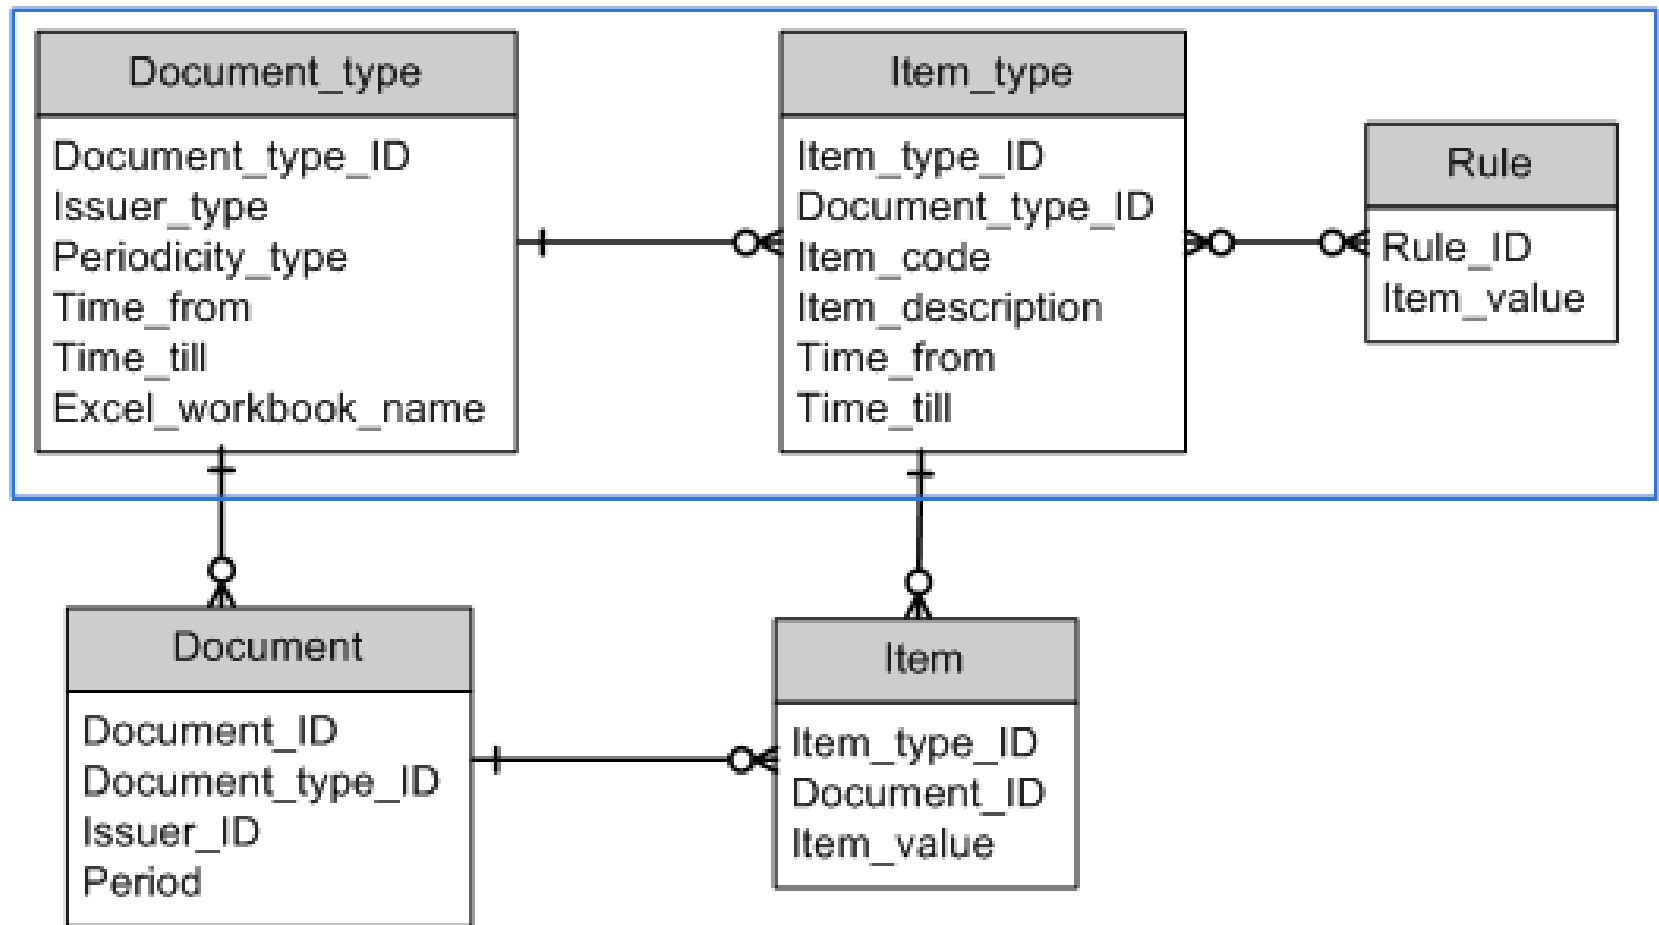 Document_type
Document_type_ID
Issuer_type
Periodicity_type
Time_from
Time_till
Excel_workbook_name
Item_type
Item_type_ID
Document_type_ID
Item_code
Item_description
Time_from
Time_till
Rule
Rule_ID
Item_value
Document
Document_ID
Document_type_ID
Issuer_ID
Period
Item
Item_type_ID
Document_ID
Item_value